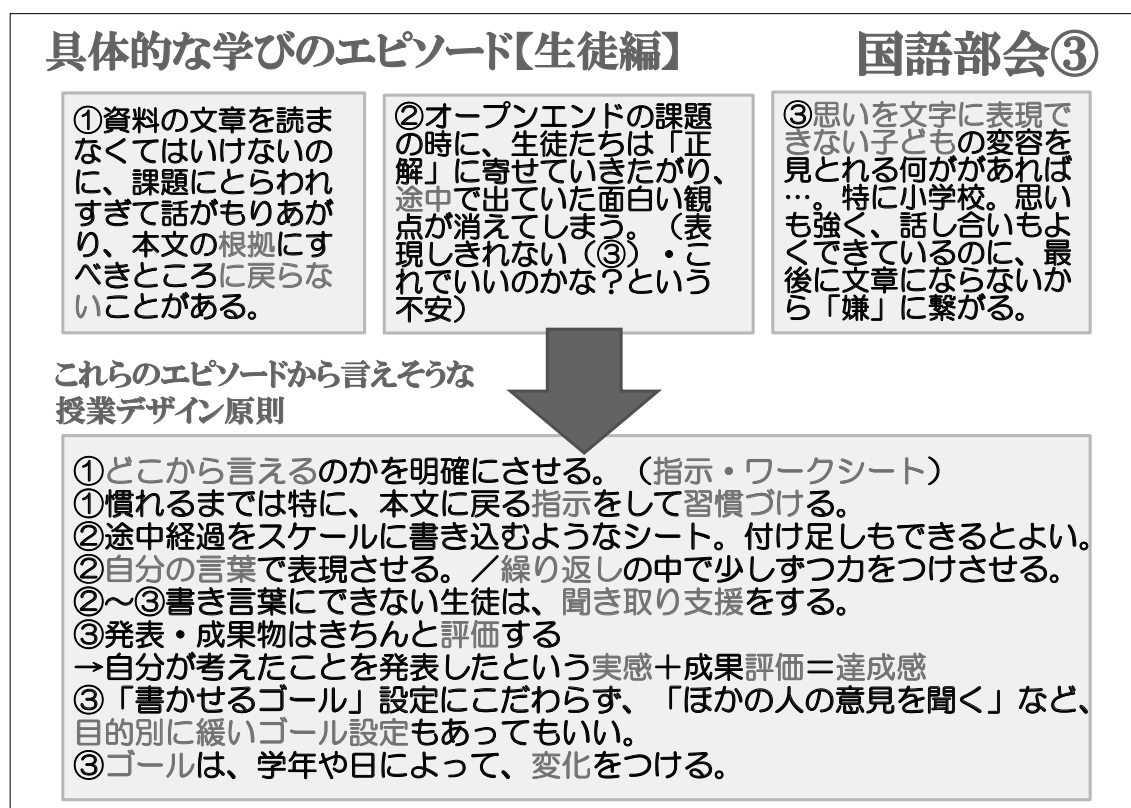 具体的な学びのエピソード【生徒編】
国語部会③
①資料の文章を読ま
なくてはいけないの
に、課題にとらわれ
すぎて話がもりあが
り、本文の根拠にす
べきところに戻らな
いことがある。
②オープンエンドの課題
の時に、生徒たちは「正
解」に寄せていきたがり、
途中で出ていた面白い観
点が消えてしまう。（表
現しきれない（③）・こ
れでいいのかな？という
不安）
③思いを文字に表現で
きない子どもの変容を
見とれる何ががあれば
…。特に小学校。思い
も強く、話し合いもよ
くできているのに、最
後に文章にならないか
ら「嫌」に繋がる。
これらのエピソードから言えそうな
授業デザイン原則
①どこから言えるのかを明確にさせる。（指示・ワークシート）
①慣れるまでは特に、本文に戻る指示をして習慣づける。
②途中経過をスケールに書き込むようなシート。付け足しもできるとよい。
②自分の言葉で表現させる。／繰り返しの中で少しずつ力をつけさせる。
②～③書き言葉にできない生徒は、聞き取り支援をする。
③発表・成果物はきちんと評価する
→自分が考えたことを発表したという実感＋成果評価＝達成感
③「書かせるゴール」設定にこだわらず、「ほかの人の意見を聞く」など、
目的別に緩いゴール設定もあってもいい。
③ゴールは、学年や日によって、変化をつける。